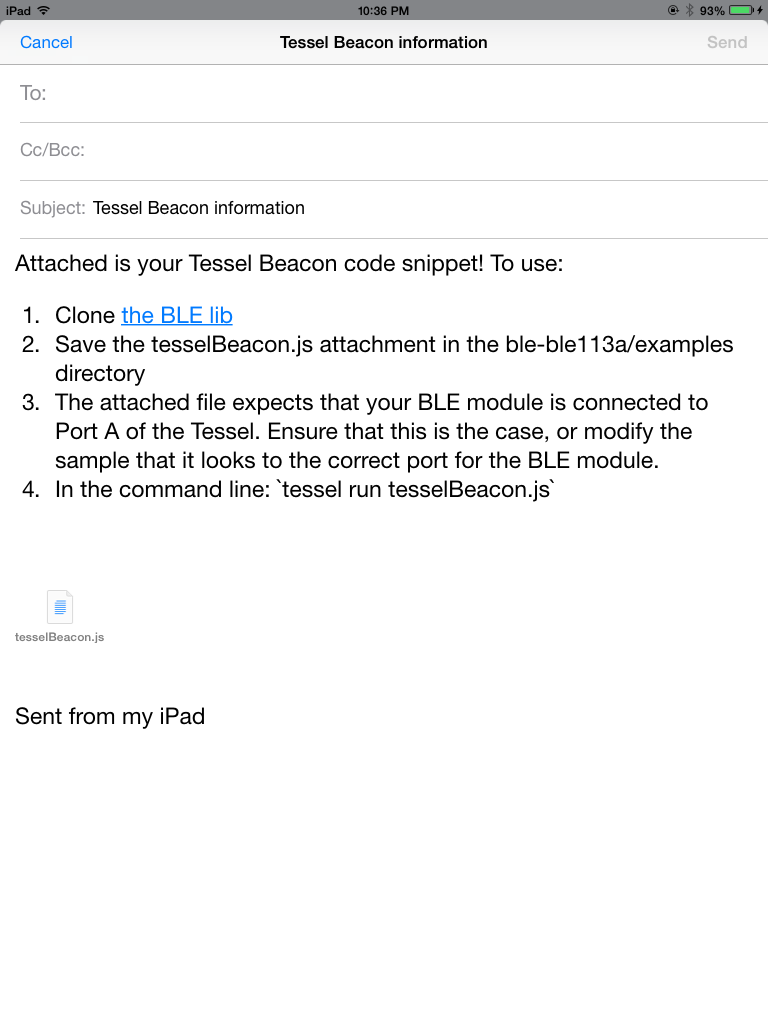 iPad 10:36 PM 93%
Cancel Tessel Beacon information Send
To:
Cc/Bcc:
Subject: Tessel Beacon information
Attached is your Tessel Beacon code snippet! To use:
1. Clone the BLE lib
2. Save the tesselBeacon.js attachment in the ble-ble113a/examples
directory
3. The attached file expects that your BLE module is connected to
Port A of the Tessel. Ensure that this is the case, or modify the
sample that it looks to the correct port for the BLE module.
4. In the command line: `tessel run tesselBeacon.js`
tesselBeacon.js
Sent from my iPad